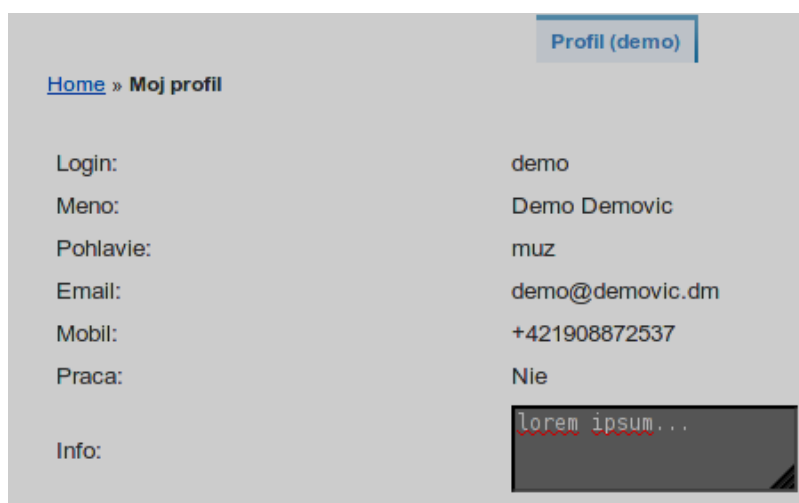 Profil (demo)
Home » Moj profil
Login: demo
Meno: Demo Demovic
Pohlavie: muz
Email: demo@demovic.dm
Mobil: +421908872537
Praca: Nie
Info: lorem ipsum...